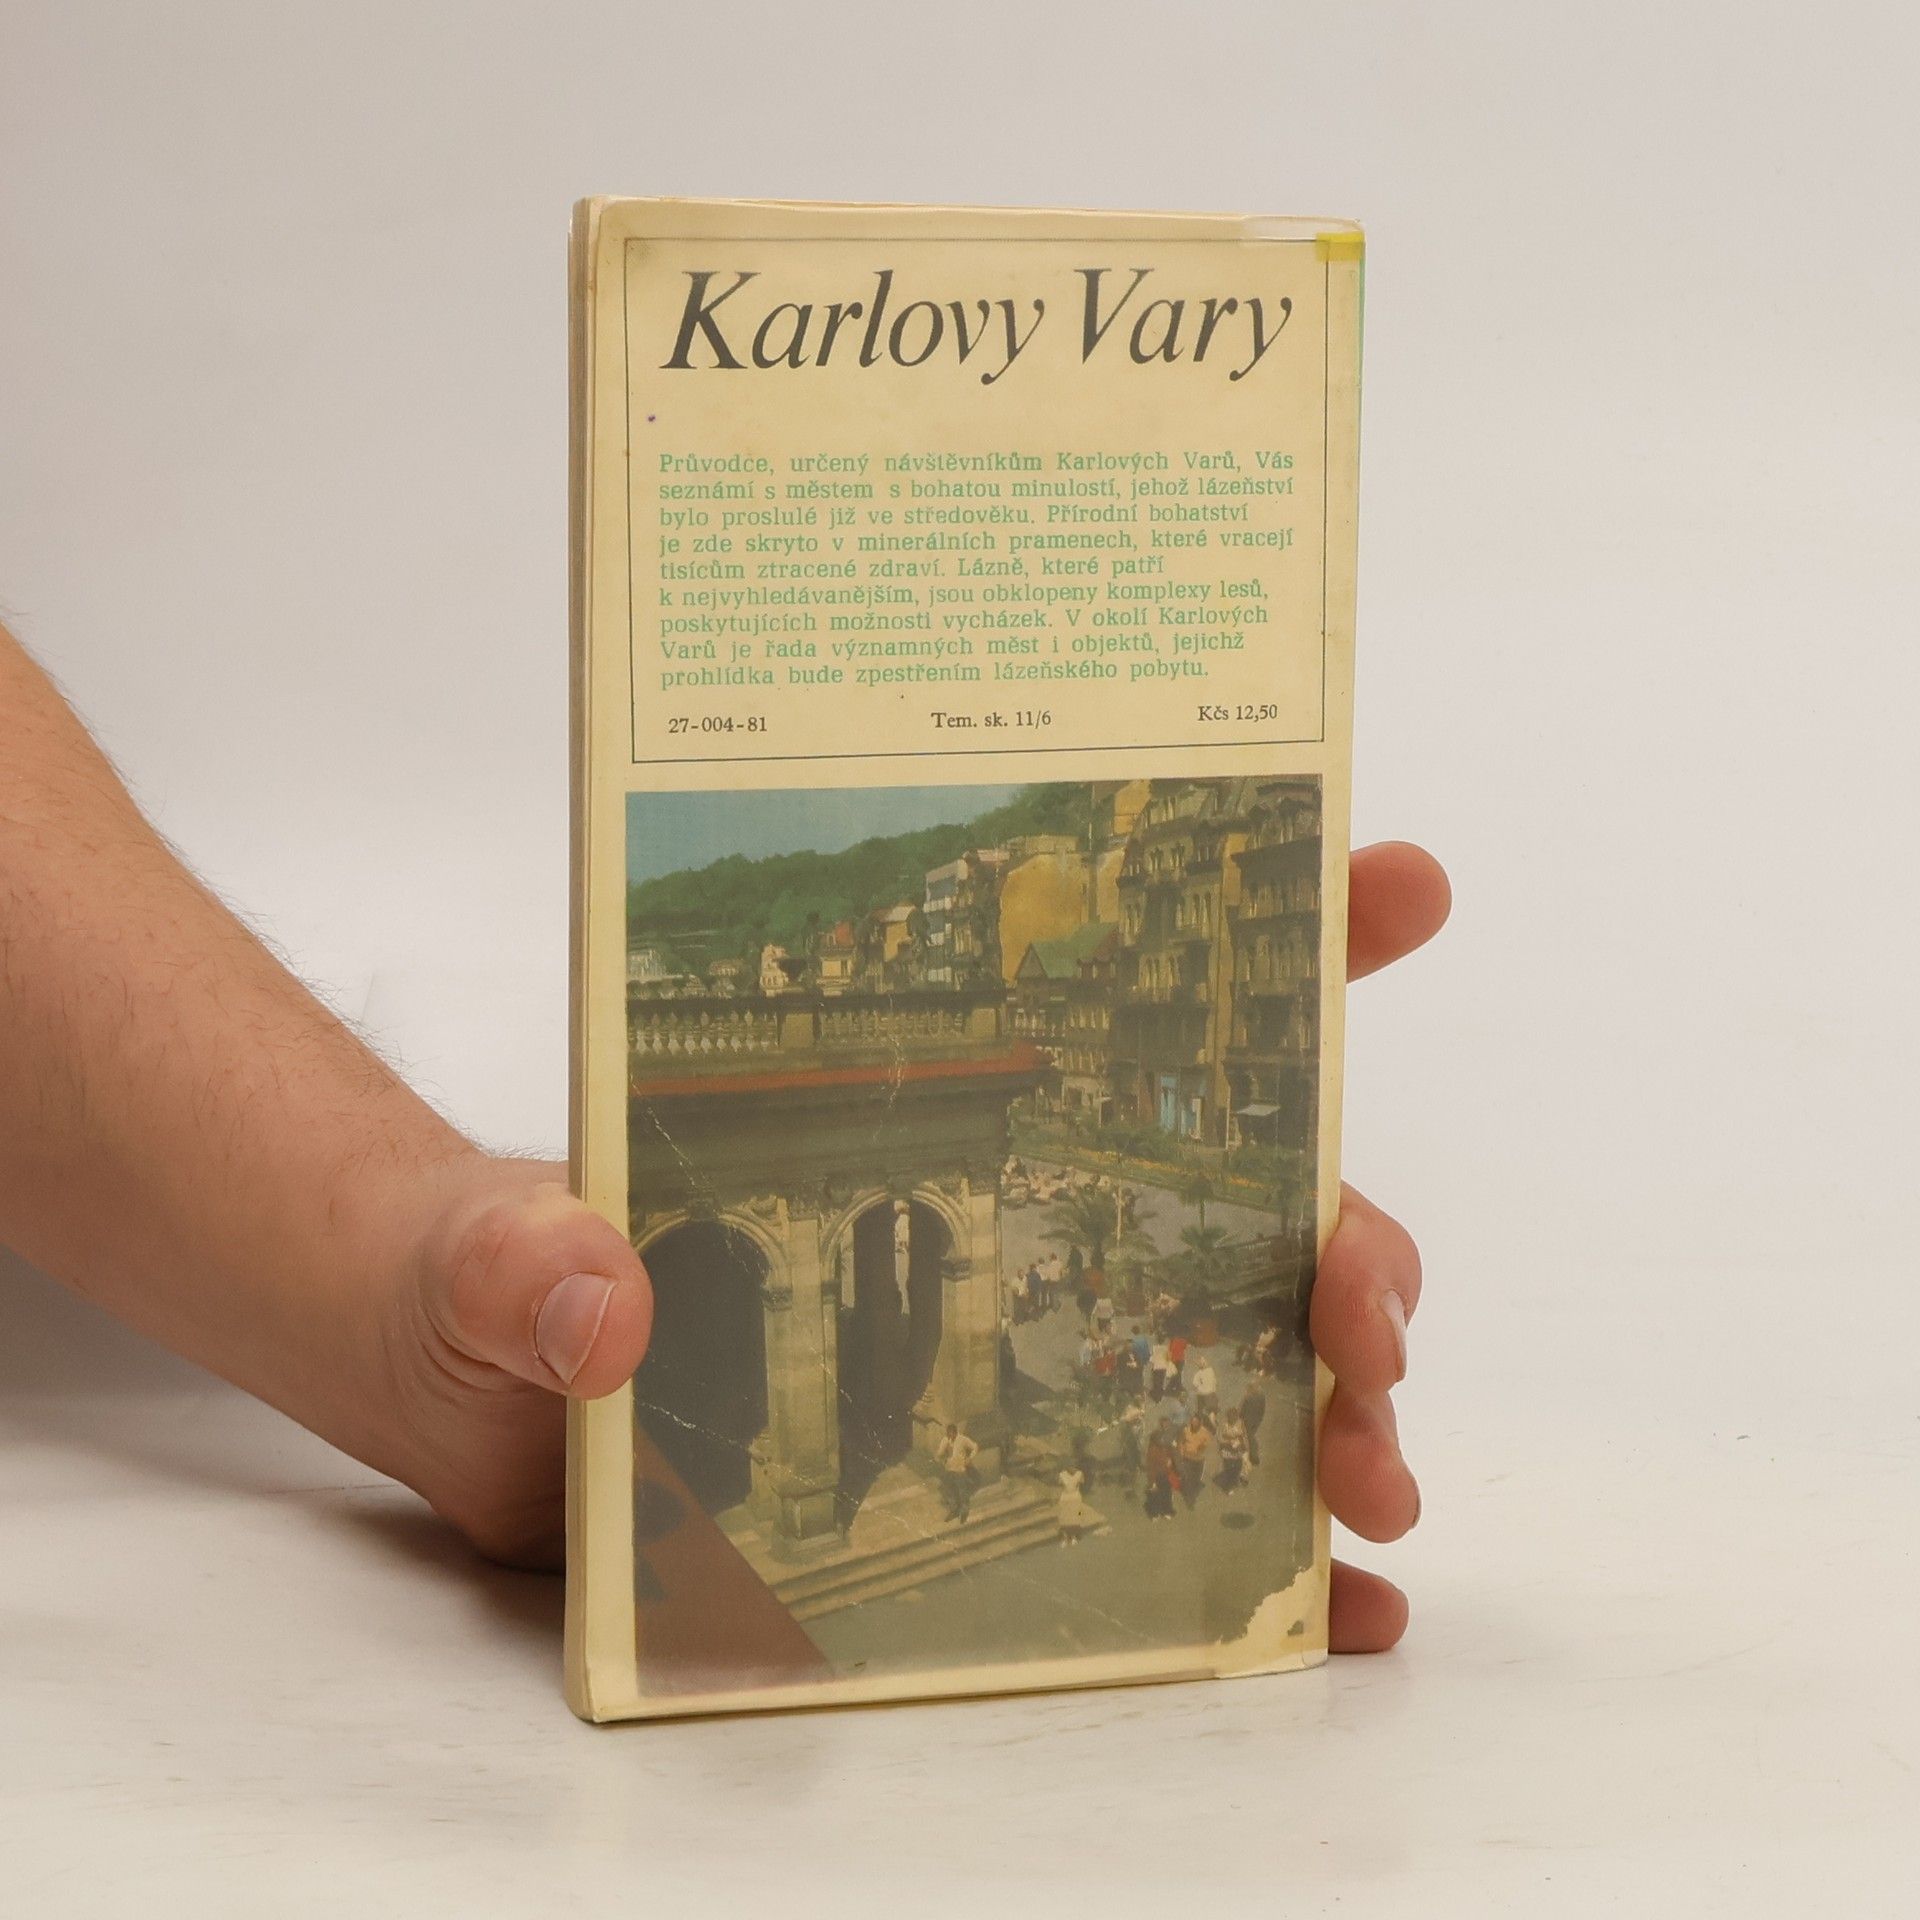 Karlovy Vary
Průvodce, určený návštěvníkům Karlových Varů, Vás
seznámí s městem s bohatou minulostí, jehož lázeňství
bylo proslulé již ve středověku. Přírodní bohatství
je zde skryto v minerálních pramenech, které vracejí
tisícům ztracené zdraví. Lázně, které patří
k nejvyhledávanějším, jsou obklopeny komplexy lesů,
poskytujících možnosti vycházek. V okolí Karlových
Varů je řada významných měst i objektů, jejichž
prohlídka bude zpestřením lázeňského pobytu.
27-004-81 Tem. sk. 11/6 Kčs 12,50